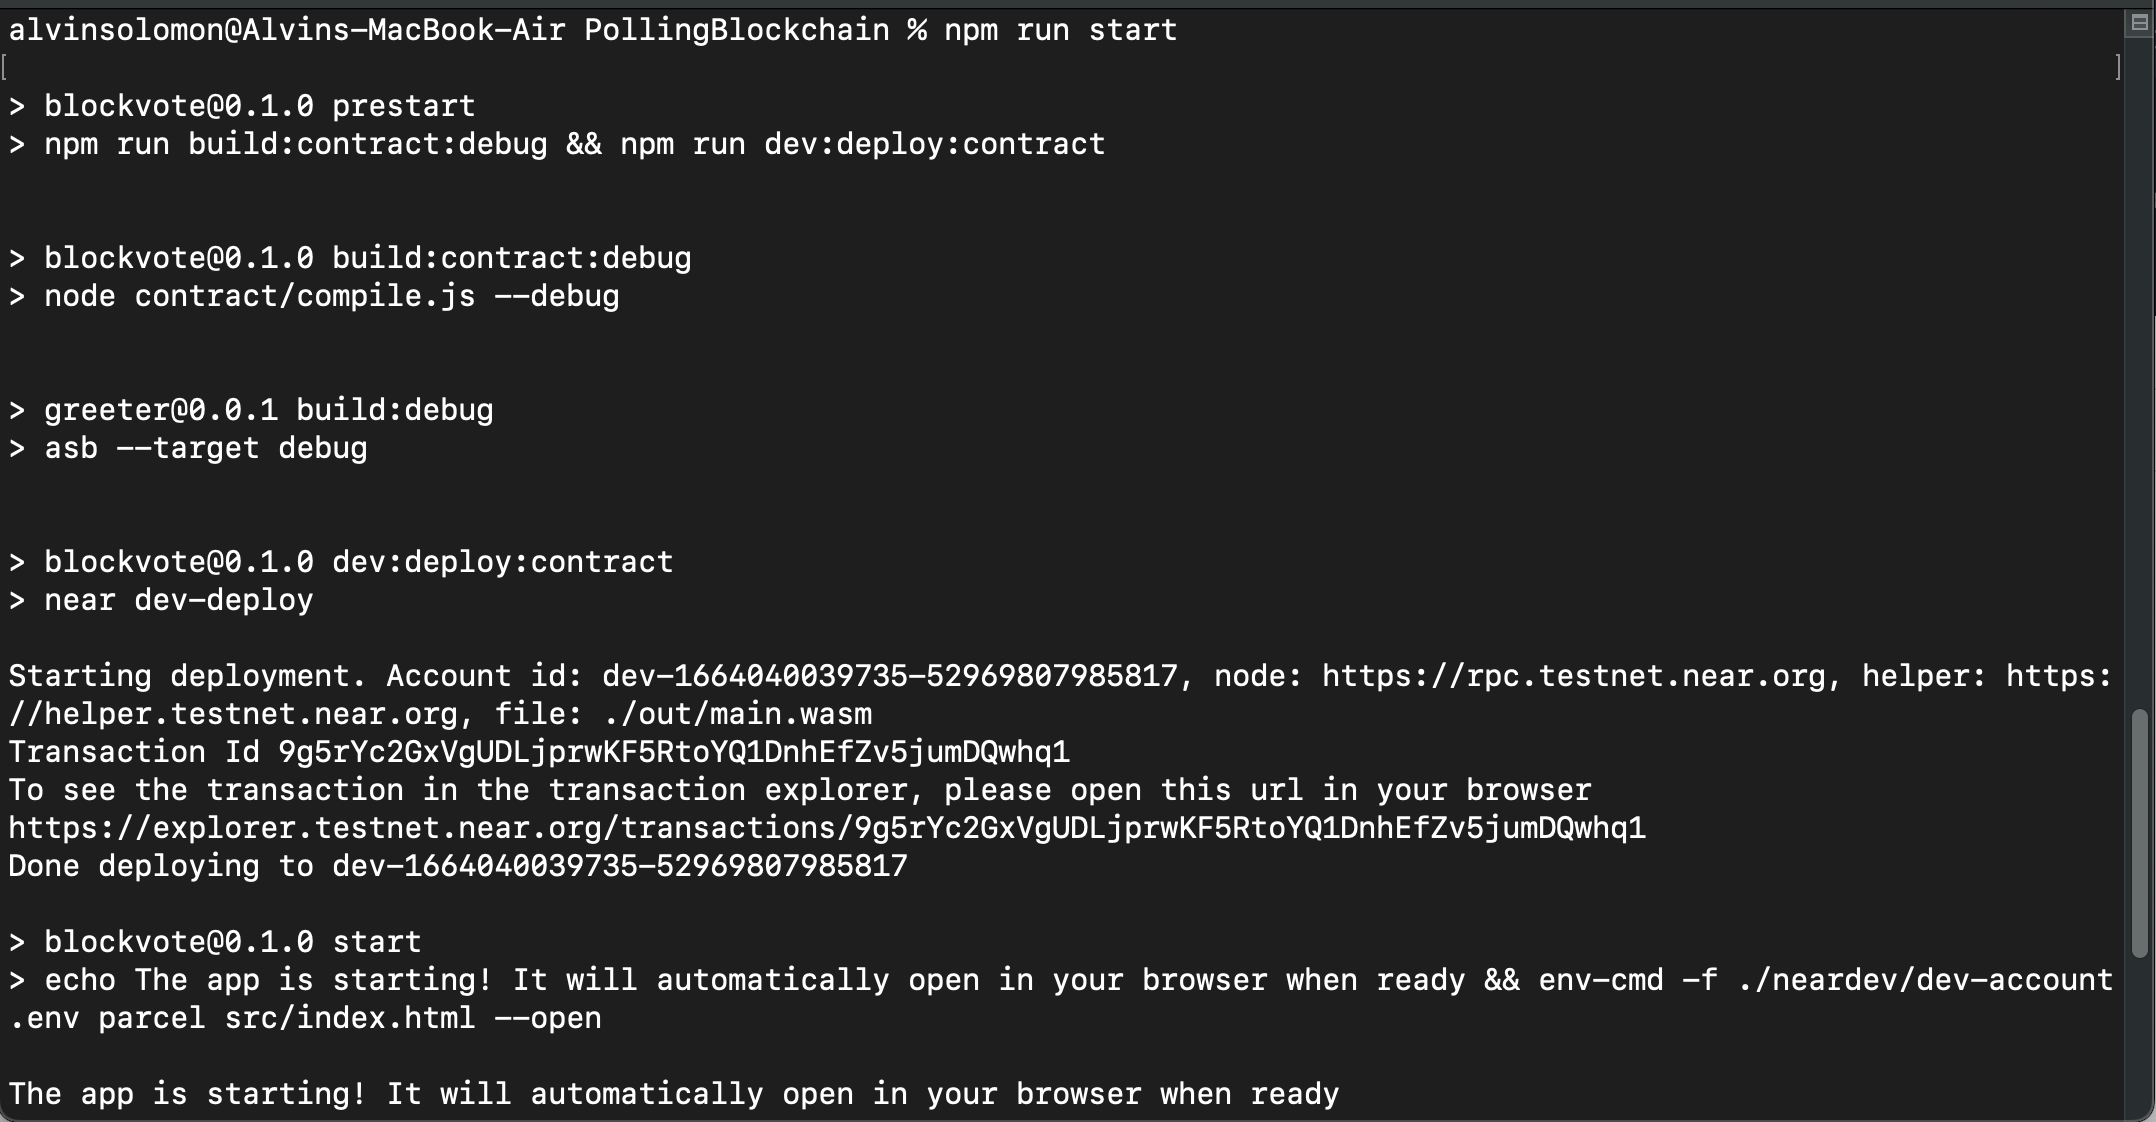 alvinsolomon@Alvins-MacBook-Air PollingBlockchain % npm run start
[ ]
> blockvote@0.1.0 prestart
> npm run build:contract:debug && npm run dev:deploy:contract
> blockvote@0.1.0 build:contract:debug
> node contract/compile.js --debug
> greeter@0.0.1 build:debug
> asb --target debug
> blockvote@0.1.0 dev:deploy:contract
> near dev-deploy
Starting deployment. Account id: dev-1664040039735-52969807985817, node: https://rpc.testnet.near.org, helper: https:
//helper.testnet.near.org, file: ./out/main.wasm
Transaction Id 9g5rYc2GxVgUDLjprwKF5RtoYQ1DnhEfZv5jumDQwhq1
To see the transaction in the transaction explorer, please open this url in your browser
https://explorer.testnet.near.org/transactions/9g5rYc2GxVgUDLjprwKF5RtoYQ1DnhEfZv5jumDQwhq1
Done deploying to dev-1664040039735-52969807985817
> blockvote@0.1.0 start
> echo The app is starting! It will automatically open in your browser when ready && env-cmd -f ./neardev/dev-account
.env parcel src/index.html --open
The app is starting! It will automatically open in your browser when ready